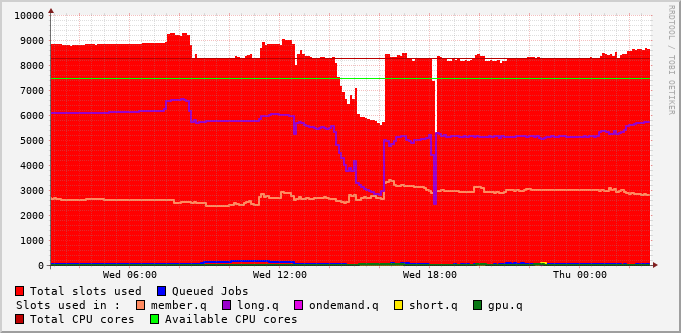 10000
9000
8000
7000
6000
5000
4000
3000
2000
1000
0
Wed 06:00 Wed 12:00 Wed 18:00 Thu 00:00
RRDTOOL / TOBI OETIKER
Total slots used Queued Jobs
Slots used in : member.q long.q ondemand.q short.q gpu.q
Total CPU cores Available CPU cores